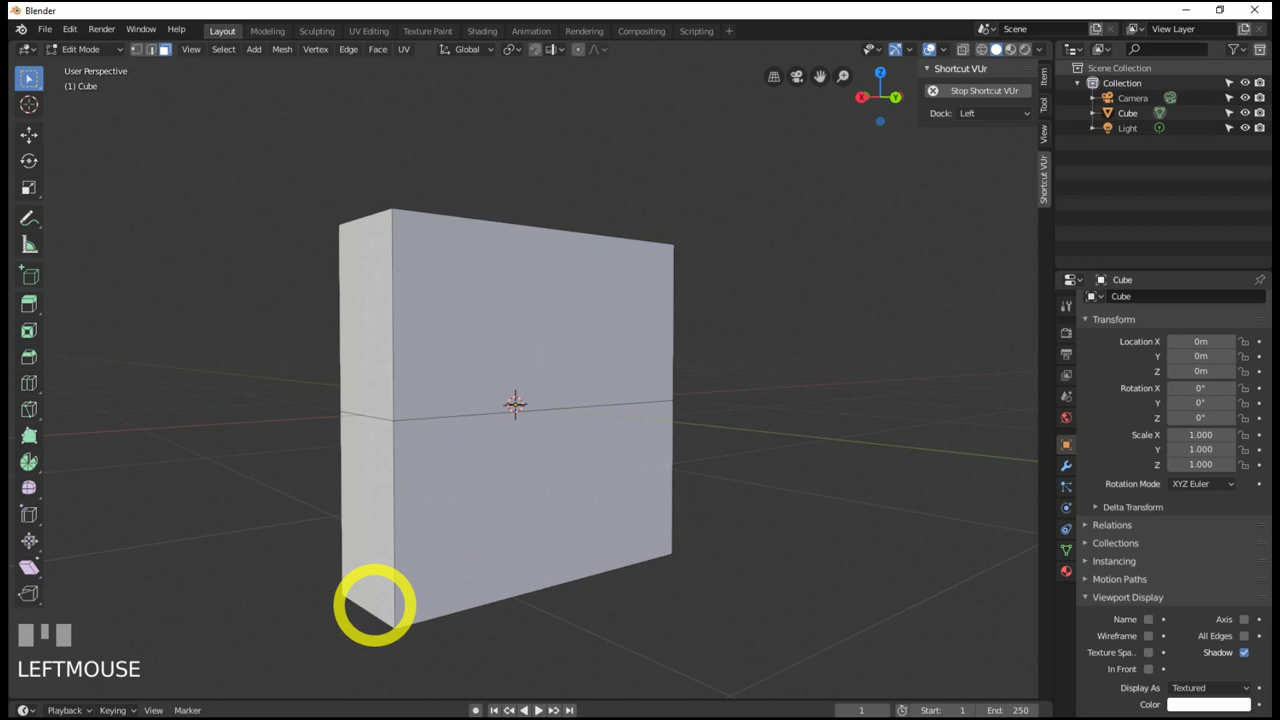 Blender
File Edit Render Window Help Layout Modeling Sculpting UV Editing Texture Paint Shading Animation Rendering Compositing Scripting + Scene View Layer
Edit Mode View Select Add Mesh Vertex Edge Face UV Global
User Perspective
(1) Cube
Z
X
Y
Shortcut VUr
Stop Shortcut VUr
Dock: Left
Item
Tool
View
Shortcut VUr
Scene Collection
Collection
Camera
Cube
Light
Cube
Cube
Transform
Location X 0m
Y 0m
Z 0m
Rotation X 0°
Y 0°
Z 0°
Scale X 1.000
Y 1.000
Z 1.000
Rotation Mode XYZ Euler
Delta Transform
Relations
Collections
Instancing
Motion Paths
Viewport Display
Name Axis
Wireframe All Edges
Texture Spa.. Shadow
In Front
Display As Textured
Color
LEFTMOUSE
Playback Keying View Marker 1 Start: 1 End: 250